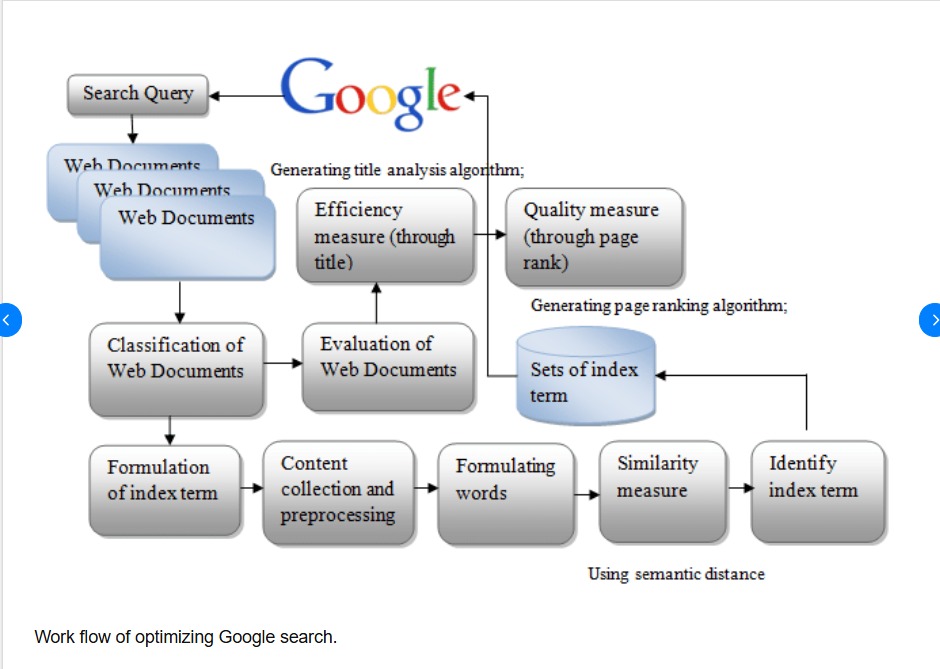 Google
Search Query
Web Documents
Web Documents
Web Documents
Generating title analysis algorithm;
Efficiency
measure (through
title)
Quality measure
(through page
rank)
Generating page ranking algorithm;
Classification of
Web Documents
Evaluation of
Web Documents
Sets of index
term
Formulation
of index term
Content
collection and
preprocessing
Formulating
words
Similarity
measure
Identify
index term
Using semantic distance
Work flow of optimizing Google search.